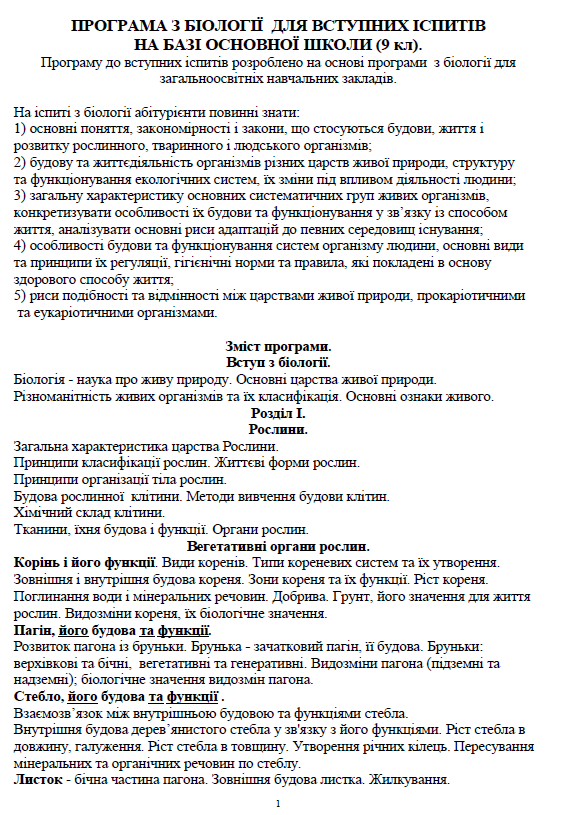 ПРОГРАМА З БІОЛОГІЇ ДЛЯ ВСТУПНИХ ІСПИТІВ
НА БАЗІ ОСНОВНОЇ ШКОЛИ (9 кл).
Програму до вступних іспитів розроблено на основі програми з біології для
загальноосвітніх навчальних закладів.
На іспиті з біології абітурієнти повинні знати:
1) основні поняття, закономірності і закони, що стосуються будови, життя і
розвитку рослинного, тваринного і людського організмів;
2) будову та життєдіяльність організмів різних царств живої природи, структуру
та функціонування екологічних систем, їх зміни під впливом діяльності людини;
3) загальну характеристику основних систематичних груп живих організмів,
конкретизувати особливості їх будови та функціонування у зв’язку із способом
життя, аналізувати основні риси адаптацій до певних середовищ існування;
4) особливості будови та функціонування систем організму людини, основні види
та принципи їх регуляції, гігієнічні норми та правила, які покладені в основу
здорового способу життя;
5) риси подібності та відмінності між царствами живої природи, прокаріотичними
та еукаріотичними організмами.
Зміст програми.
Вступ з біології.
Біологія - наука про живу природу. Основні царства живої природи.
Різноманітність живих організмів та їх класифікація. Основні ознаки живого.
Розділ І.
Рослини.
Загальна характеристика царства Рослини.
Принципи класифікації рослин. Життєві форми рослин.
Принципи організації тіла рослин.
Будова рослинної клітини. Методи вивчення будови клітин.
Хімічний склад клітини.
Тканини, їхня будова і функції. Органи рослин.
Вегетативні органи рослин.
Корінь і його функції. Види коренів. Типи кореневих систем та їх утворення.
Зовнішня і внутрішня будова кореня. Зони кореня та їх функції. Ріст кореня.
Поглинання води і мінеральних речовин. Добрива. Грунт, його значення для життя
рослин. Видозміни кореня, їх біологічне значення.
Пагін, його будова та функції.
Розвиток пагона із бруньки. Брунька - зачатковий пагін, її будова. Бруньки:
верхівкові та бічні, вегетативні та генеративні. Видозміни пагона (підземні та
надземні); біологічне значення видозмін пагона.
Стебло, його будова та функції .
Взаємозв’язок між внутрішньою будовою та функціями стебла.
Внутрішня будова дерев’янистого стебла у зв'язку з його функціями. Ріст стебла в
довжину, галуження. Ріст стебла в товщину. Утворення річних кілець. Пересування
мінеральних та органічних речовин по стеблу.
Листок - бічна частина пагона. Зовнішня будова листка. Жилкування.
1